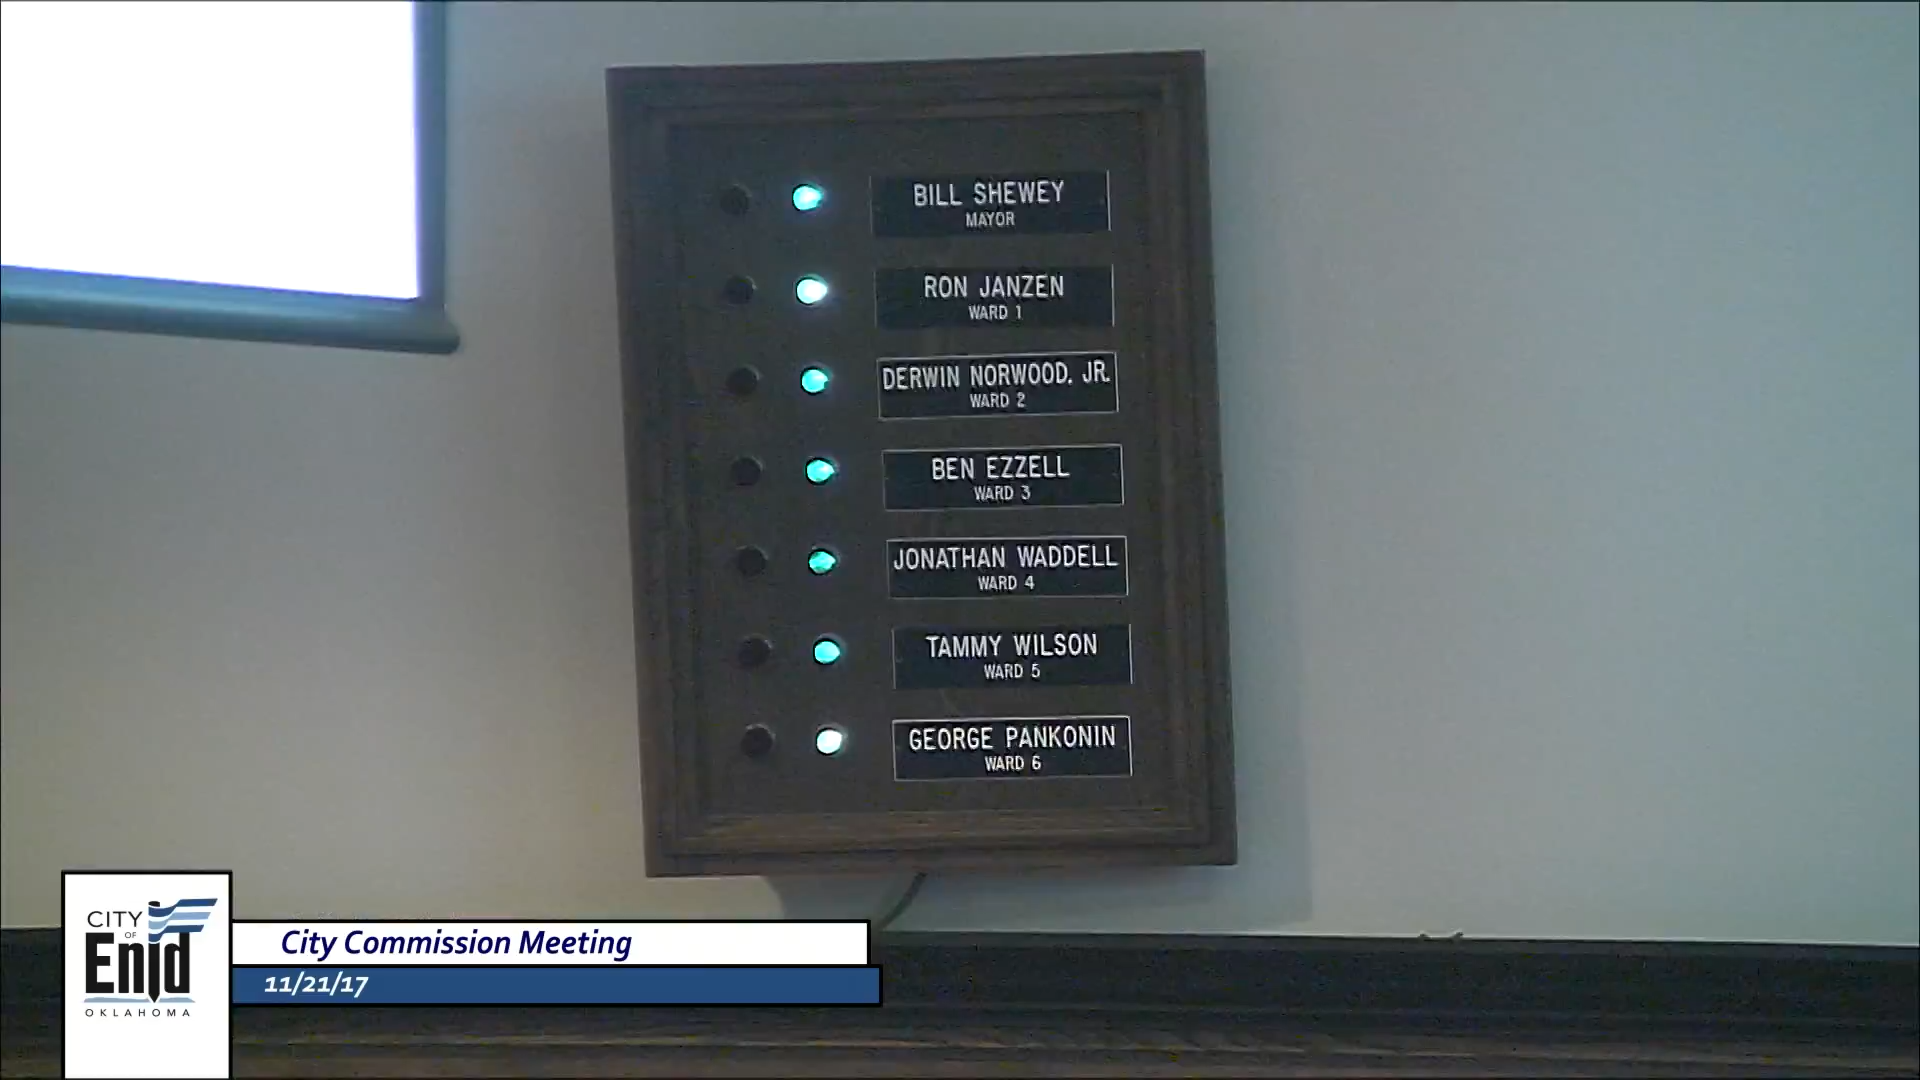 BILL SHEWEY
MAYOR
RON JANZEN
WARD 1
DERWIN NORWOOD, JR.
WARD 2
BEN EZZELL
WARD 3
JONATHAN WADDELL
WARD 4
TAMMY WILSON
WARD 5
GEORGE PANKONIN
WARD 6
CITY
OF
Enid
OKLAHOMA
City Commission Meeting
11/21/17